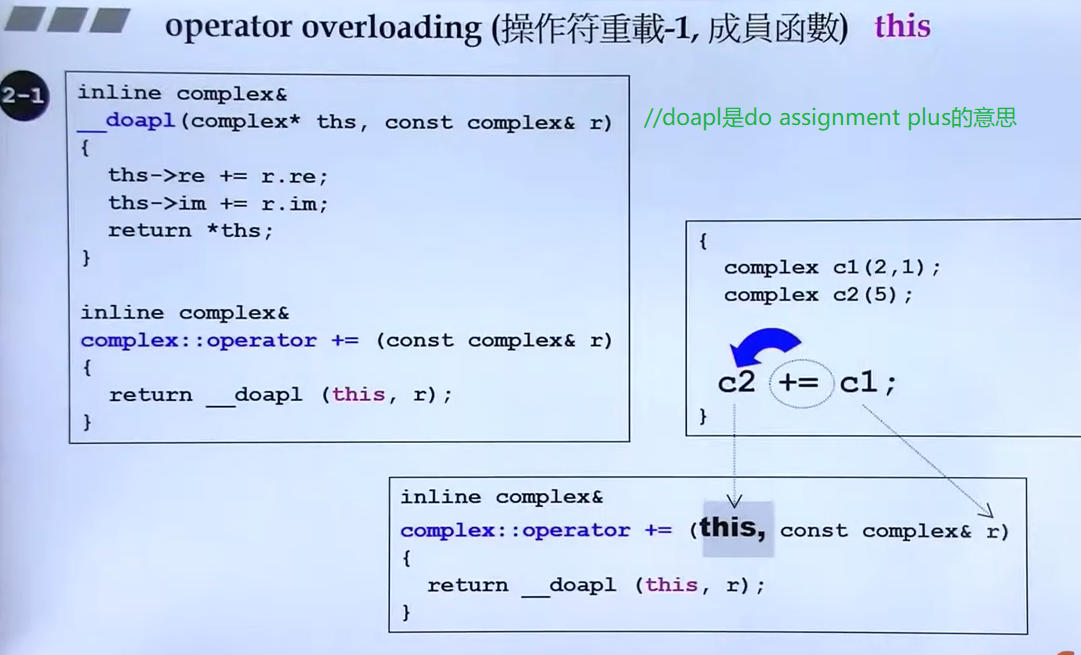 operator overloading (操作符重載-1, 成員函數) this
2-1
inline complex&
__doapl(complex* ths, const complex& r)
{
ths->re += r.re;
ths->im += r.im;
return *ths;
}
inline complex&
complex::operator += (const complex& r)
{
return __doapl (this, r);
}
//doapl是do assignment plus的意思
{
complex c1(2,1);
complex c2(5);
c2 += c1;
}
inline complex&
complex::operator += (this, const complex& r)
{
return __doapl (this, r);
}